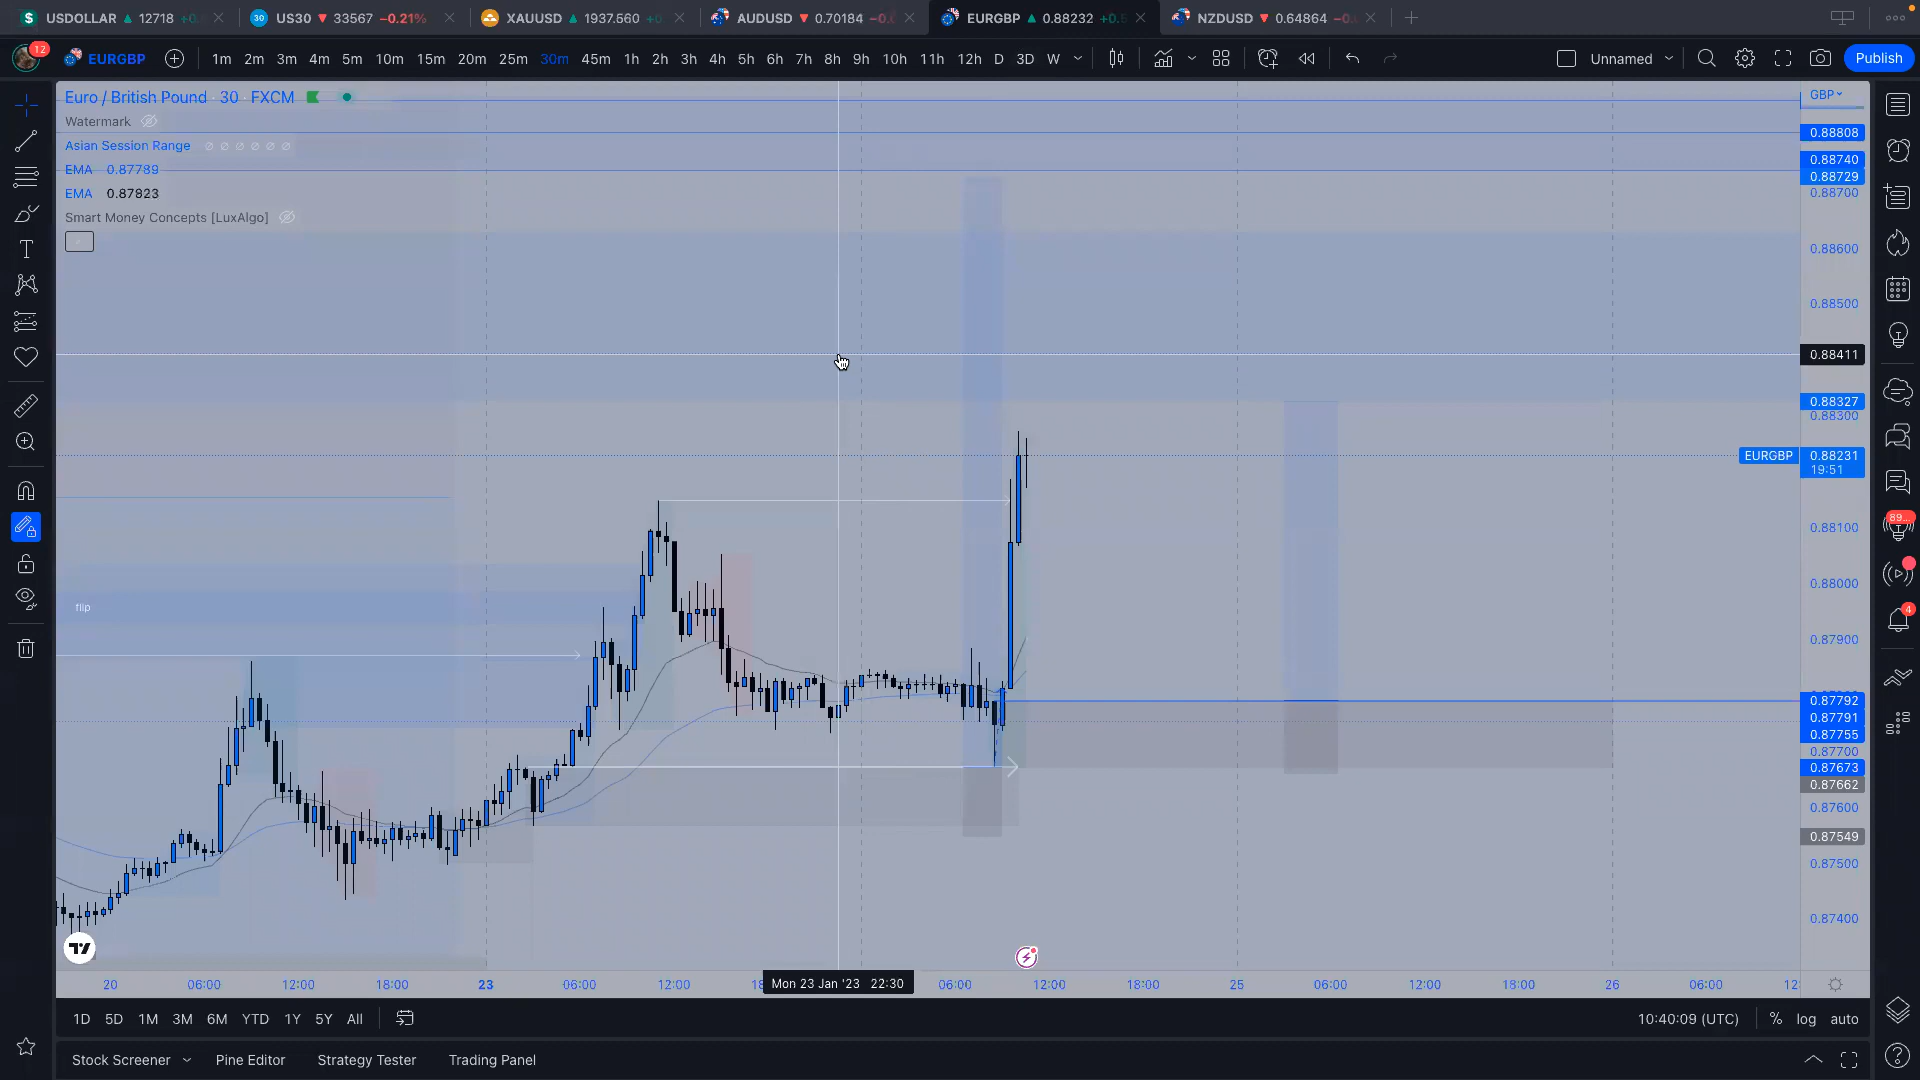 USDOLLAR 12718 +0.
30 US30 33567 −0.21%
XAUUSD 1937.560 +0
AUDUSD 0.70184 −0.
EURGBP 0.88232 +0.
NZDUSD 0.64864 −0.
12 EURGBP 1m 2m 3m 4m 5m 10m 15m 20m 25m 30m 45m 1h 2h 3h 4h 5h 6h 7h 8h 9h 10h 11h 12h D 3D W Unnamed Publish
Euro / British Pound · 30 · FXCM
Watermark
Asian Session Range
EMA 0.87789
EMA 0.87823
Smart Money Concepts [LuxAlgo]
flip
GBP
0.88808
0.88740
0.88729
0.88700
0.88600
0.88500
0.88411
0.88327
0.88300
EURGBP 0.88231
19:51
0.88100
0.88000
0.87900
0.87792
0.87791
0.87755
0.87700
0.87673
0.87662
0.87600
0.87549
0.87500
0.87400
20 06:00 12:00 18:00 23 06:00 12:00 Mon 23 Jan '23 22:30 06:00 12:00 18:00 25 06:00 12:00 18:00 26 06:00
1D 5D 1M 3M 6M YTD 1Y 5Y All 10:40:09 (UTC) % log auto
Stock Screener Pine Editor Strategy Tester Trading Panel
89...
4